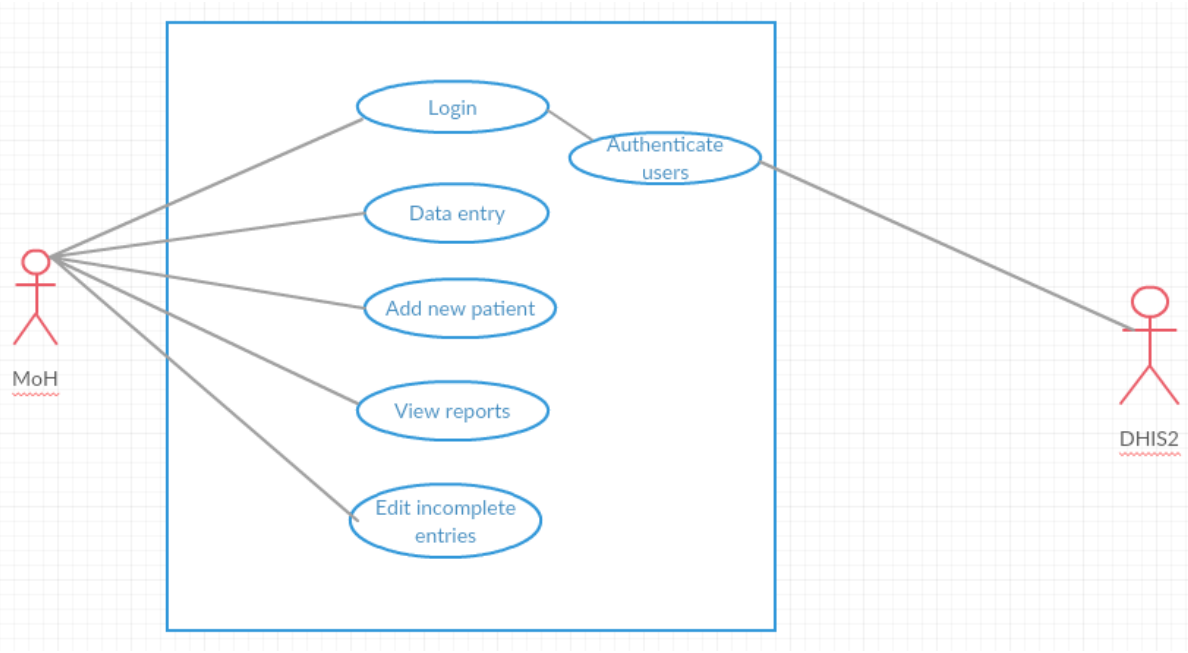 Login
Authenticate
users
Data entry
Add new patient
MoH
View reports
DHIS2
Edit incomplete
entries